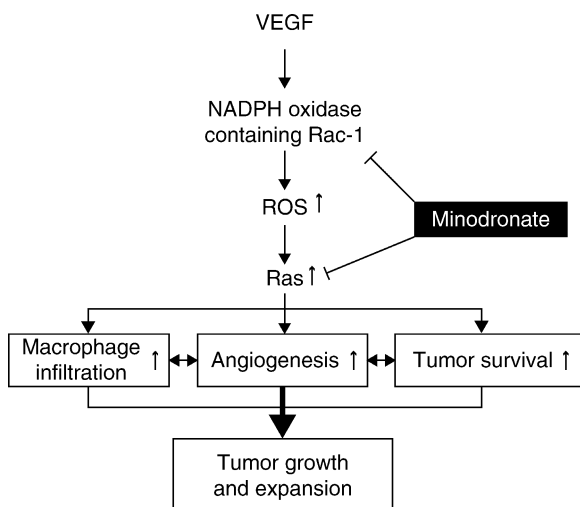 VEGF
NADPH oxidase
containing Rac-1
ROS ↑
Minodronate
Ras ↑
Macrophage
infiltration ↑
Angiogenesis ↑
Tumor survival ↑
Tumor growth
and expansion